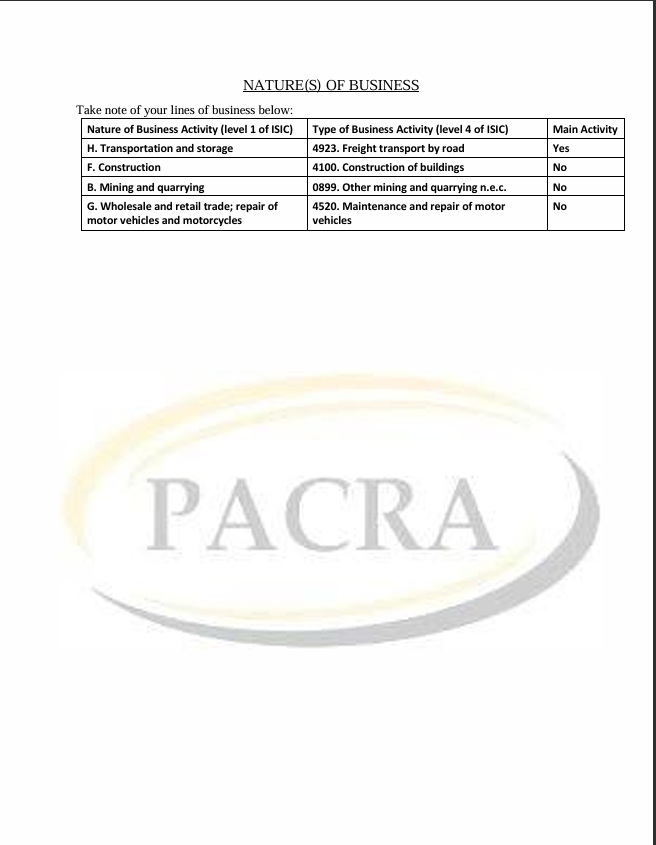 NATURE(S) OF BUSINESS
Take note of your lines of business below:
Nature of Business Activity (level 1 of ISIC) Type of Business Activity (level 4 of ISIC) Main Activity
H. Transportation and storage 4923. Freight transport by road Yes
F. Construction 4100. Construction of buildings No
B. Mining and quarrying 0899. Other mining and quarrying n.e.c. No
G. Wholesale and retail trade; repair of 4520. Maintenance and repair of motor No
motor vehicles and motorcycles vehicles
PACRA